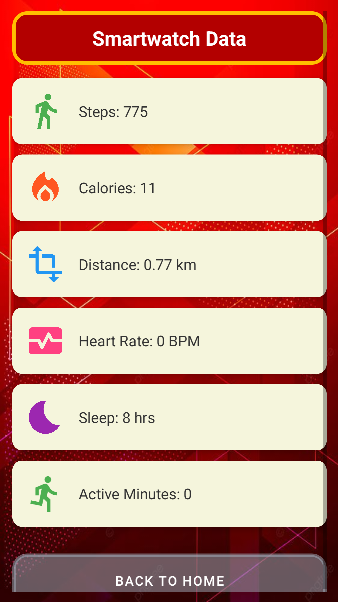 Smartwatch Data
Steps: 775
Calories: 11
Distance: 0.77 km
Heart Rate: 0 BPM
Sleep: 8 hrs
Active Minutes: 0
BACK TO HOME